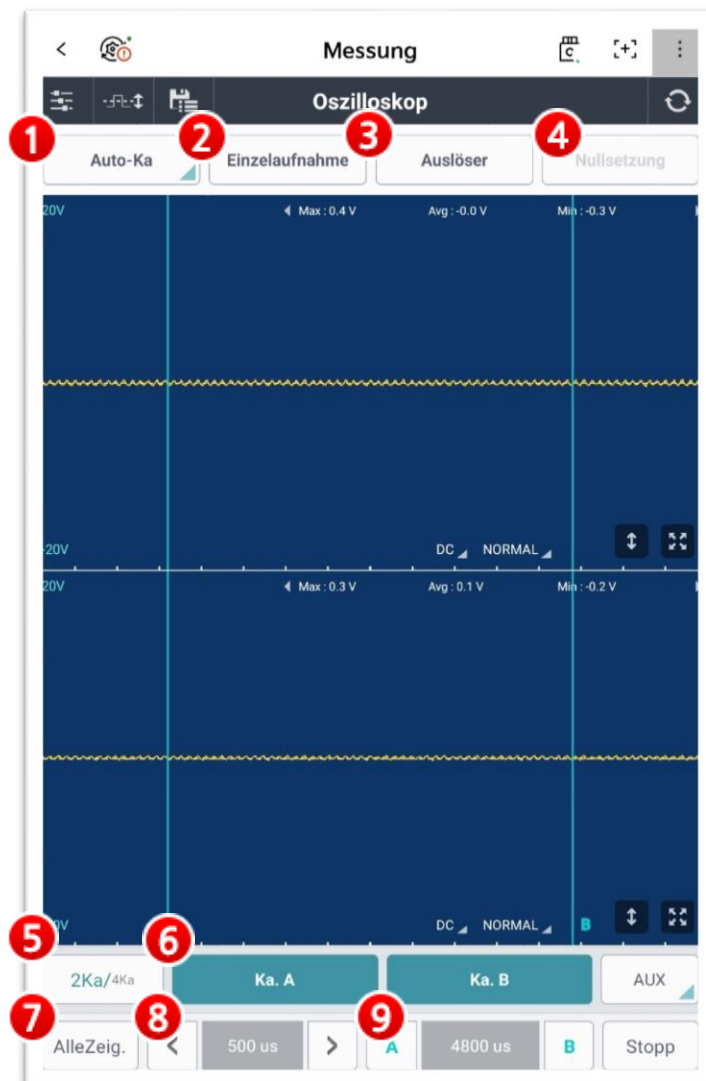 Messung
C
Oszilloskop
1 2 3 4
Auto-Ka Einzelaufnahme Auslöser Nullsetzung
20V Max : 0.4 V Avg : -0.0 V Min : -0.3 V
-20V DC NORMAL
20V Max : 0.3 V Avg : 0.1 V Min : -0.2 V
DC NORMAL B
5 6
2Ka/4Ka Ka. A Ka. B AUX
7 8 9
AlleZeig. < 500 us > A 4800 us B Stopp